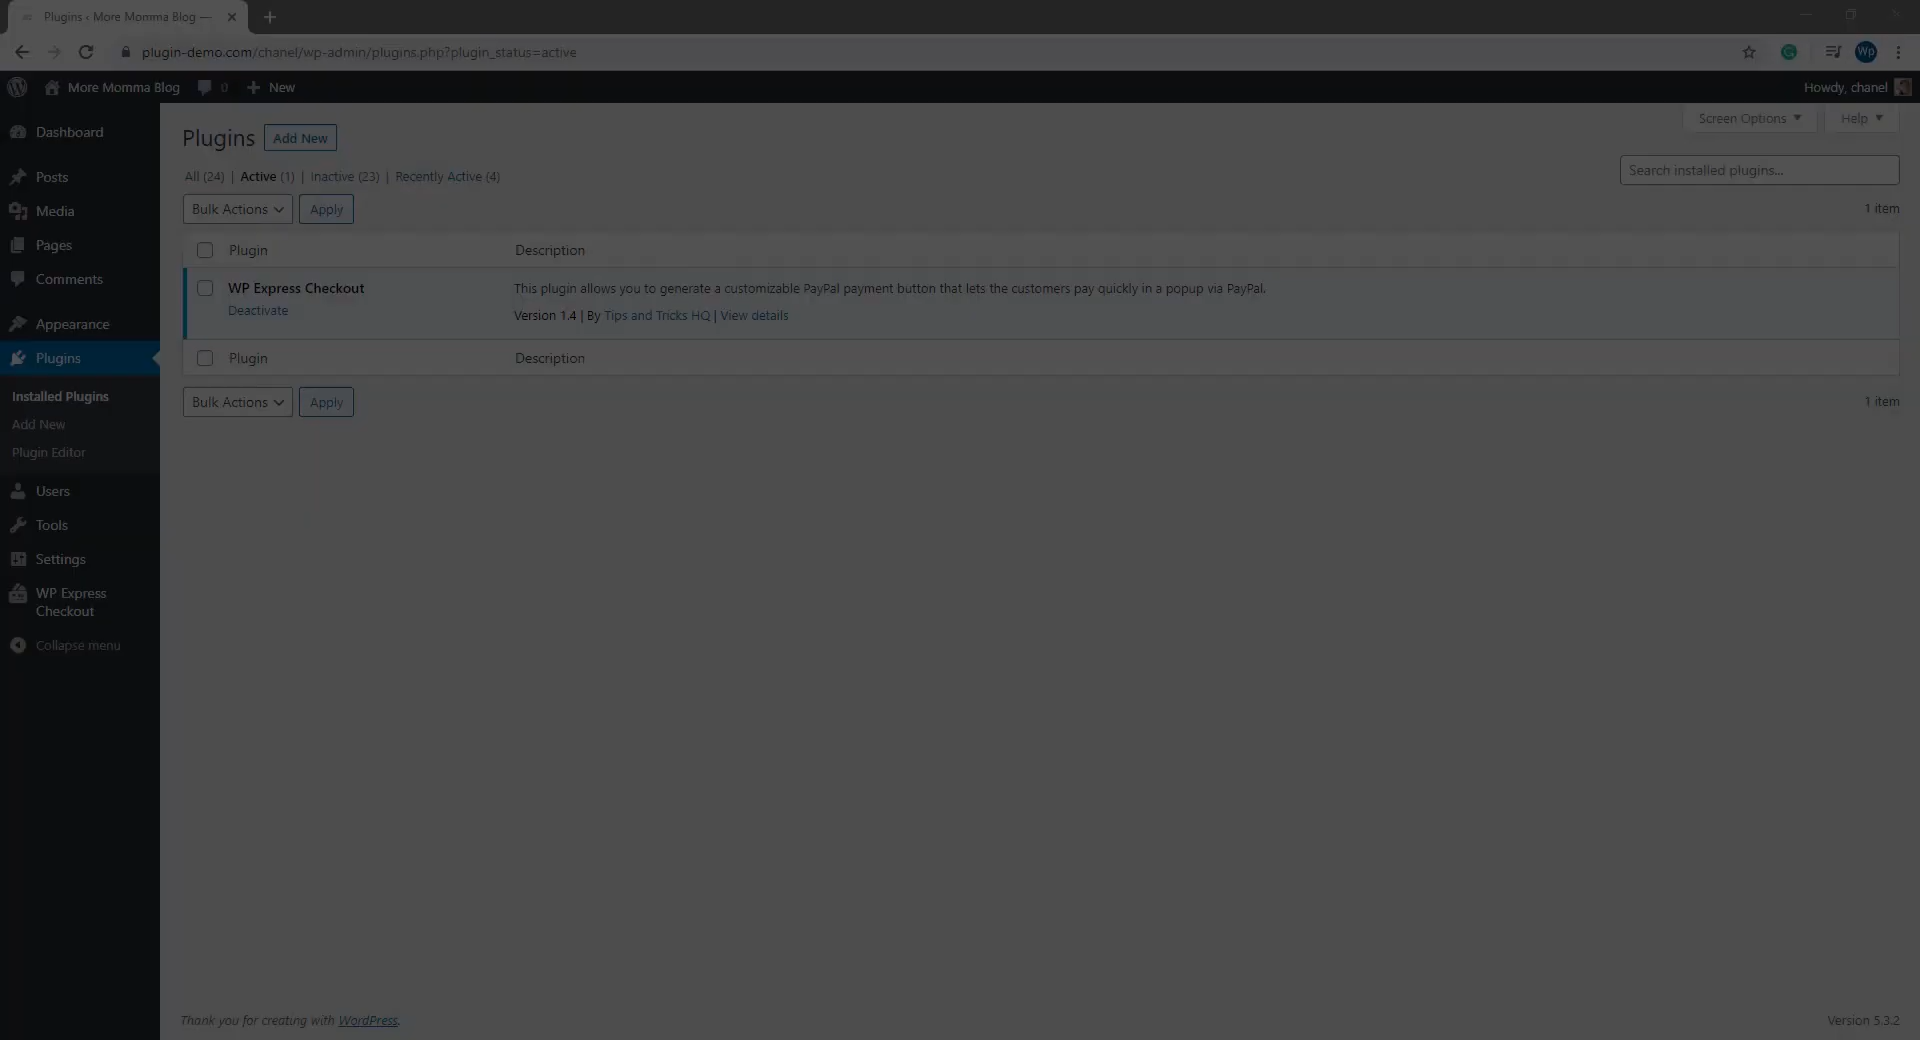 Plugins ‹ More Momma Blog —
plugin-demo.com/chanel/wp-admin/plugins.php?plugin_status=active
Wp
More Momma Blog 0 New
Howdy, chanel
Dashboard
Posts
Media
Pages
Comments
Appearance
Plugins
Installed Plugins
Add New
Plugin Editor
Users
Tools
Settings
WP Express
Checkout
Collapse menu
Screen Options
Help
Plugins
Add New
All (24) | Active (1) | Inactive (23) | Recently Active (4)
Search installed plugins...
Bulk Actions
Apply
1 item
Plugin
Description
WP Express Checkout
Deactivate
This plugin allows you to generate a customizable PayPal payment button that lets the customers pay quickly in a popup via PayPal.
Version 1.4 | By Tips and Tricks HQ | View details
Plugin
Description
Bulk Actions
Apply
1 item
Thank you for creating with WordPress.
Version 5.3.2